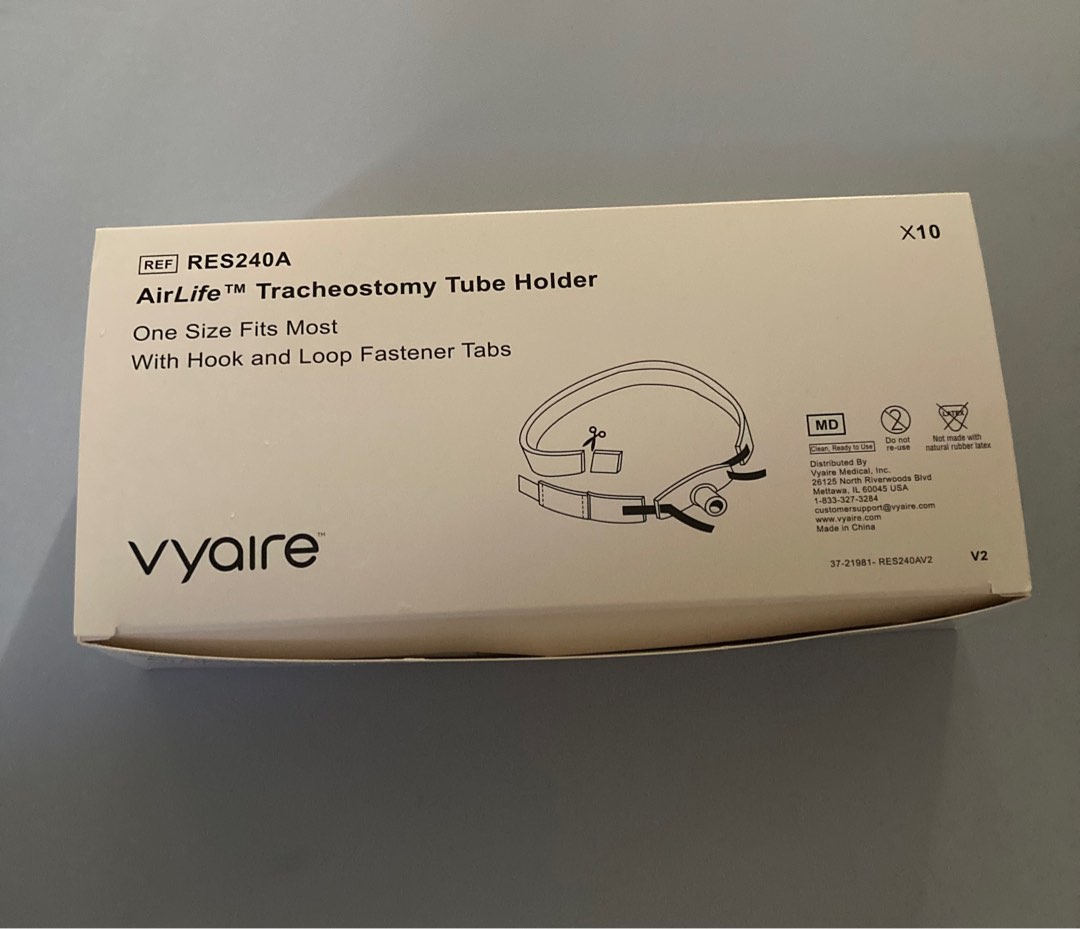 X10
REF RES240A
AirLife™ Tracheostomy Tube Holder
One Size Fits Most
With Hook and Loop Fastener Tabs
MD
2
LATEX
Clean, Ready to Use
Do not
re-use
Not made with
natural rubber latex
Distributed By
Vyaire Medical, Inc.
26125 North Riverwoods Blvd
Mettawa, IL 60045 USA
1-833-327-3284
customersupport@vyaire.com
www.vyaire.com
Made in China
vyaire™
37-21981- RES240AV2
V2